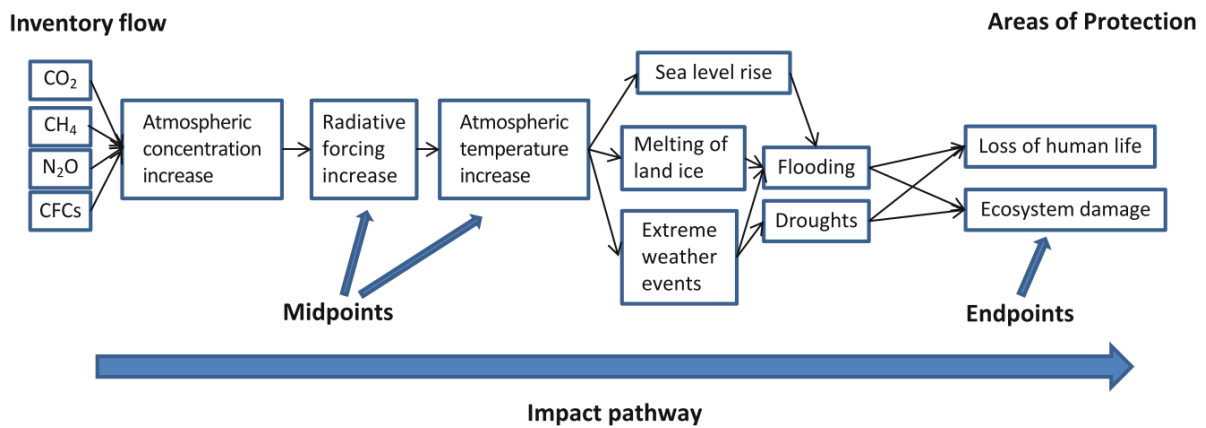 Inventory flow
Areas of Protection
CO₂
CH₄
N₂O
CFCs
Atmospheric
concentration
increase
Radiative
forcing
increase
Atmospheric
temperature
increase
Sea level rise
Melting of
land ice
Extreme
weather
events
Flooding
Droughts
Loss of human life
Ecosystem damage
Midpoints
Endpoints
Impact pathway